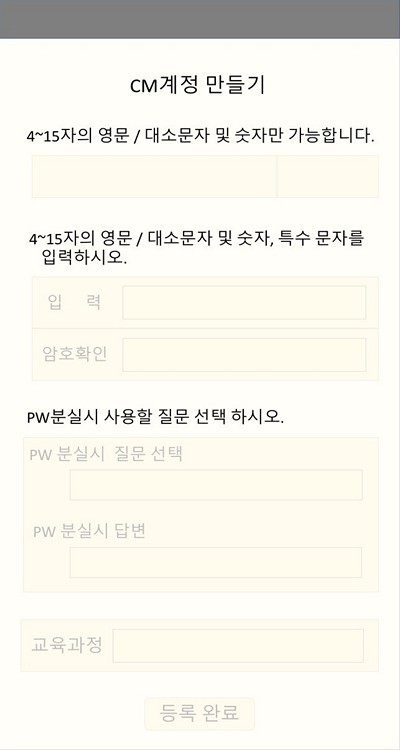 CM계정 만들기
4~15자의 영문 / 대소문자 및 숫자만 가능합니다.
4~15자의 영문 / 대소문자 및 숫자, 특수 문자를
입력하시오.
입 력
암호확인
PW분실시 사용할 질문 선택 하시오.
PW 분실시 질문 선택
PW 분실시 답변
교육과정
등록 완료